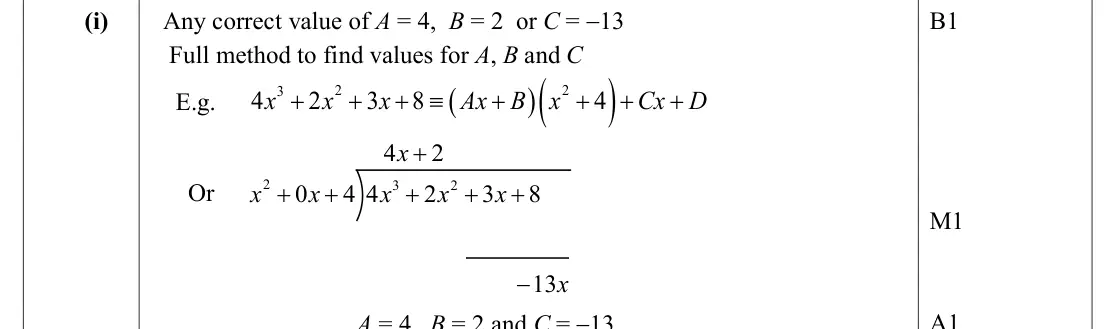 (i) Any correct value of A = 4, B = 2 or C = –13 B1
Full method to find values for A, B and C
E.g. 4x³ + 2x² + 3x + 8 ≡ (Ax + B)(x² + 4) + Cx + D
4x + 2
Or x² + 0x + 4)4x³ + 2x² + 3x + 8
M1
–13x
A = 4 B = 2 and C = –13 A1